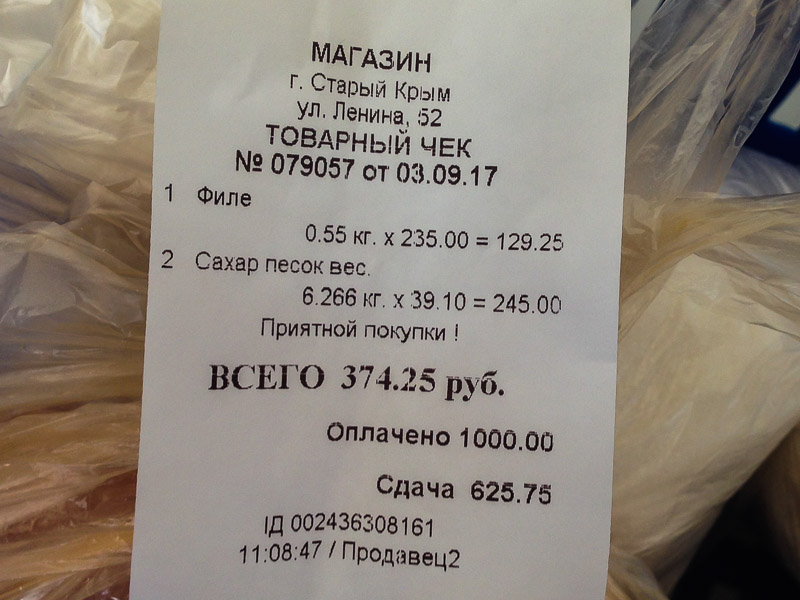 МАГАЗИН
г. Старый Крым
ул. Ленина, 52
ТОВАРНЫЙ ЧЕК
№ 079057 от 03.09.17
1 Филе
0.55 кг. x 235.00 = 129.25
2 Сахар песок вес.
6.266 кг. x 39.10 = 245.00
Приятной покупки !
ВСЕГО 374.25 руб.
Оплачено 1000.00
Сдача 625.75
ІД 002436308161
11:08:47 / Продавец2